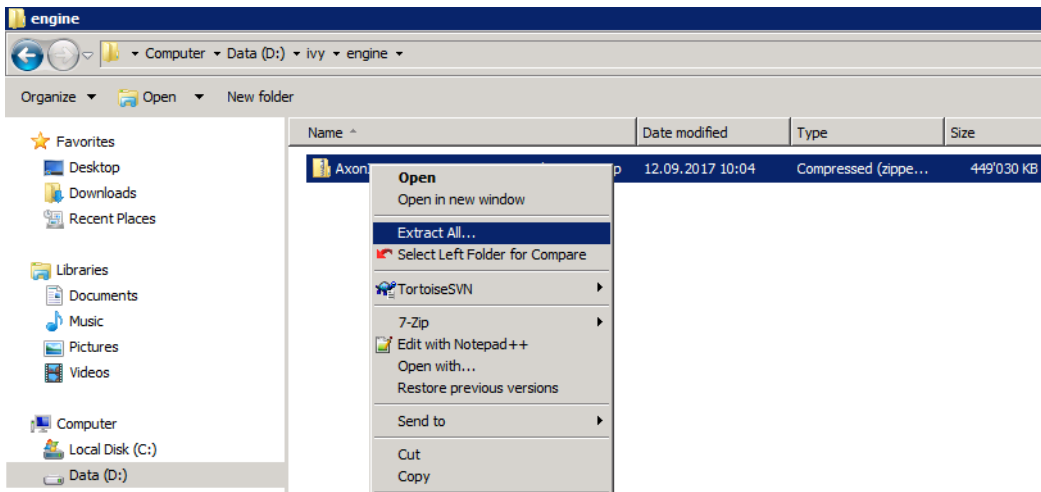 engine
Computer Data (D:) ivy engine
Organize Open New folder
Name Date modified Type Size
Favorites
Desktop
Downloads
Recent Places
Libraries
Documents
Music
Pictures
Videos
Computer
Local Disk (C:)
Data (D:)
12.09.2017 10:04 Compressed (zippe... 449'030 KB
Open
Open in new window
Extract All...
Select Left Folder for Compare
TortoiseSVN
7-Zip
Edit with Notepad++
Open with...
Restore previous versions
Send to
Cut
Copy